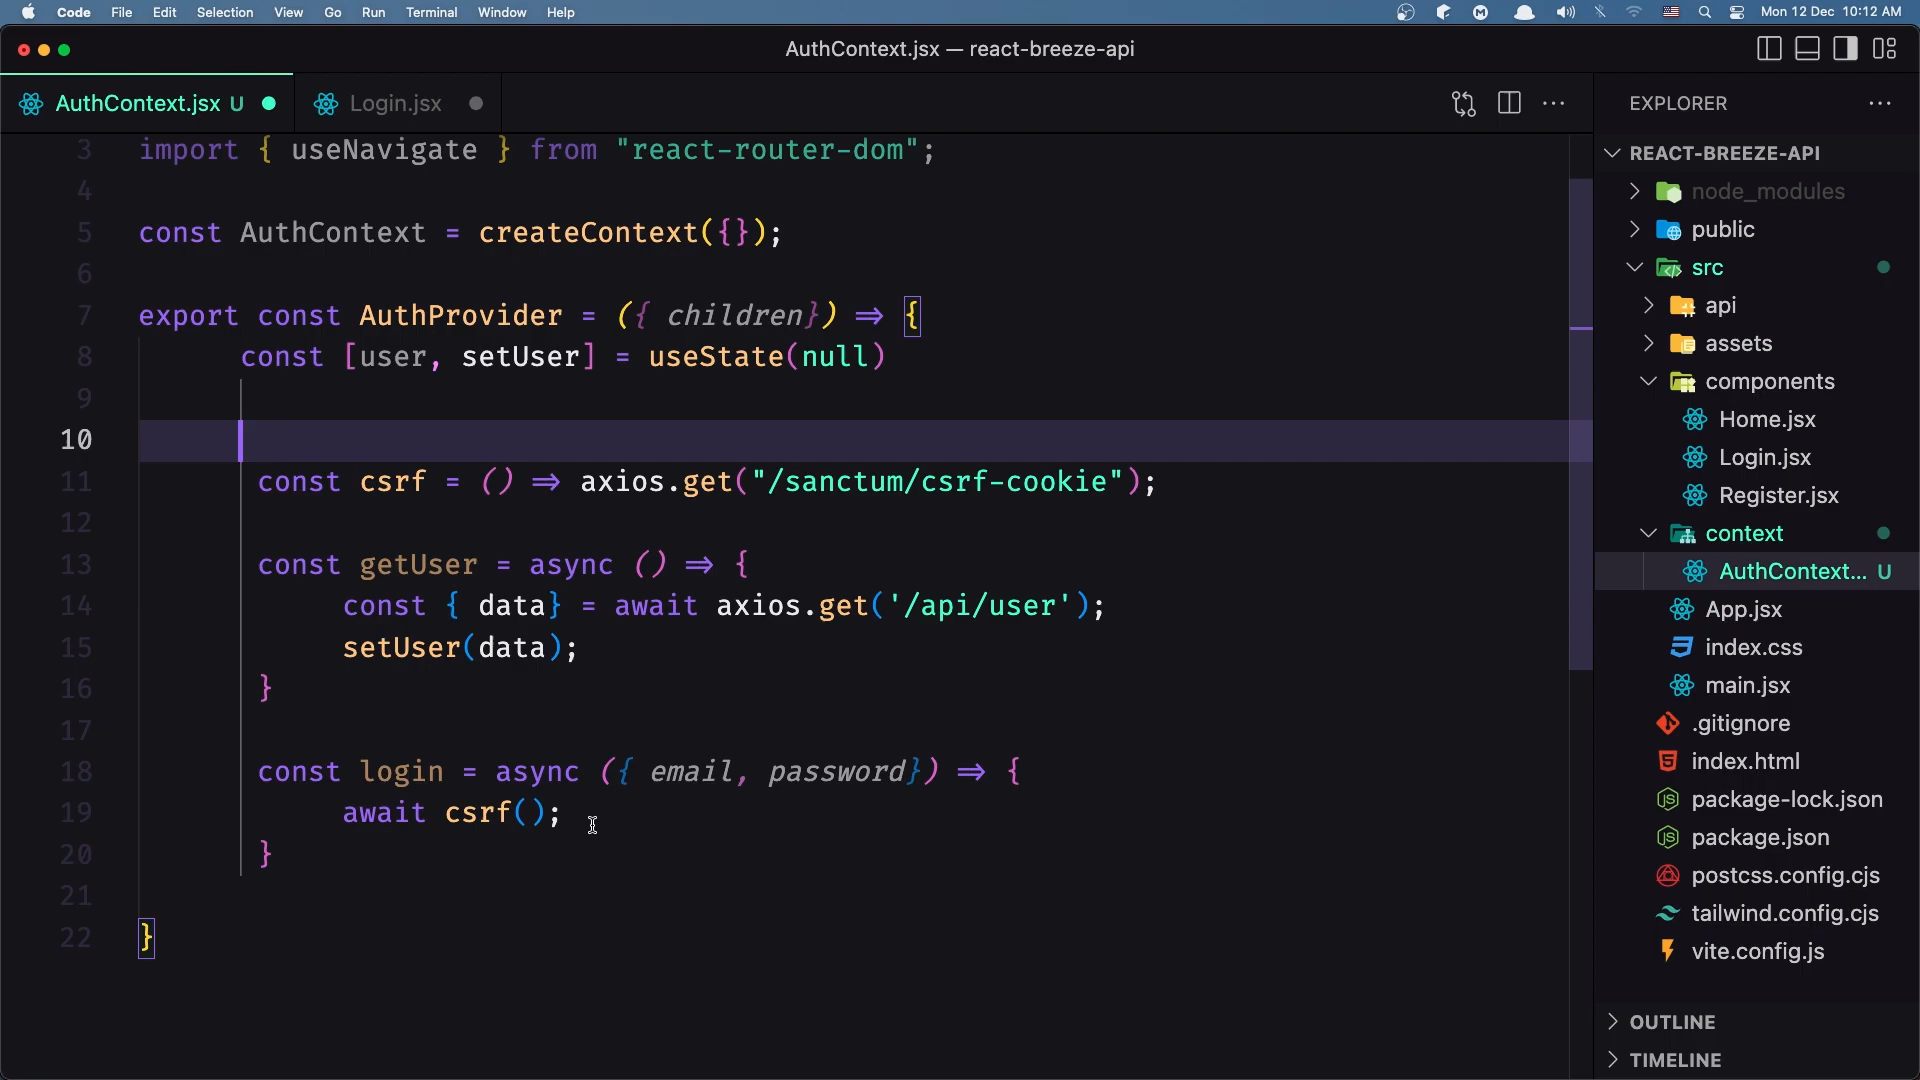 Code File Edit Selection View Go Run Terminal Window Help Mon 12 Dec 10:12 AM
AuthContext.jsx — react-breeze-api
AuthContext.jsx U Login.jsx
3 import { useNavigate } from "react-router-dom";
4
5 const AuthContext = createContext({});
6
7 export const AuthProvider = ({ children}) ⇒ {
8 const [user, setUser] = useState(null)
9
10
11 const csrf = () ⇒ axios.get("/sanctum/csrf-cookie");
12
13 const getUser = async () ⇒ {
14 const { data} = await axios.get('/api/user');
15 setUser(data);
16 }
17
18 const login = async ({ email, password}) ⇒ {
19 await csrf();
20 }
21
22 }
EXPLORER
REACT-BREEZE-API
node_modules
public
src
api
assets
components
Home.jsx
Login.jsx
Register.jsx
context
AuthContext... U
App.jsx
index.css
main.jsx
.gitignore
index.html
package-lock.json
package.json
postcss.config.cjs
tailwind.config.cjs
vite.config.js
OUTLINE
TIMELINE